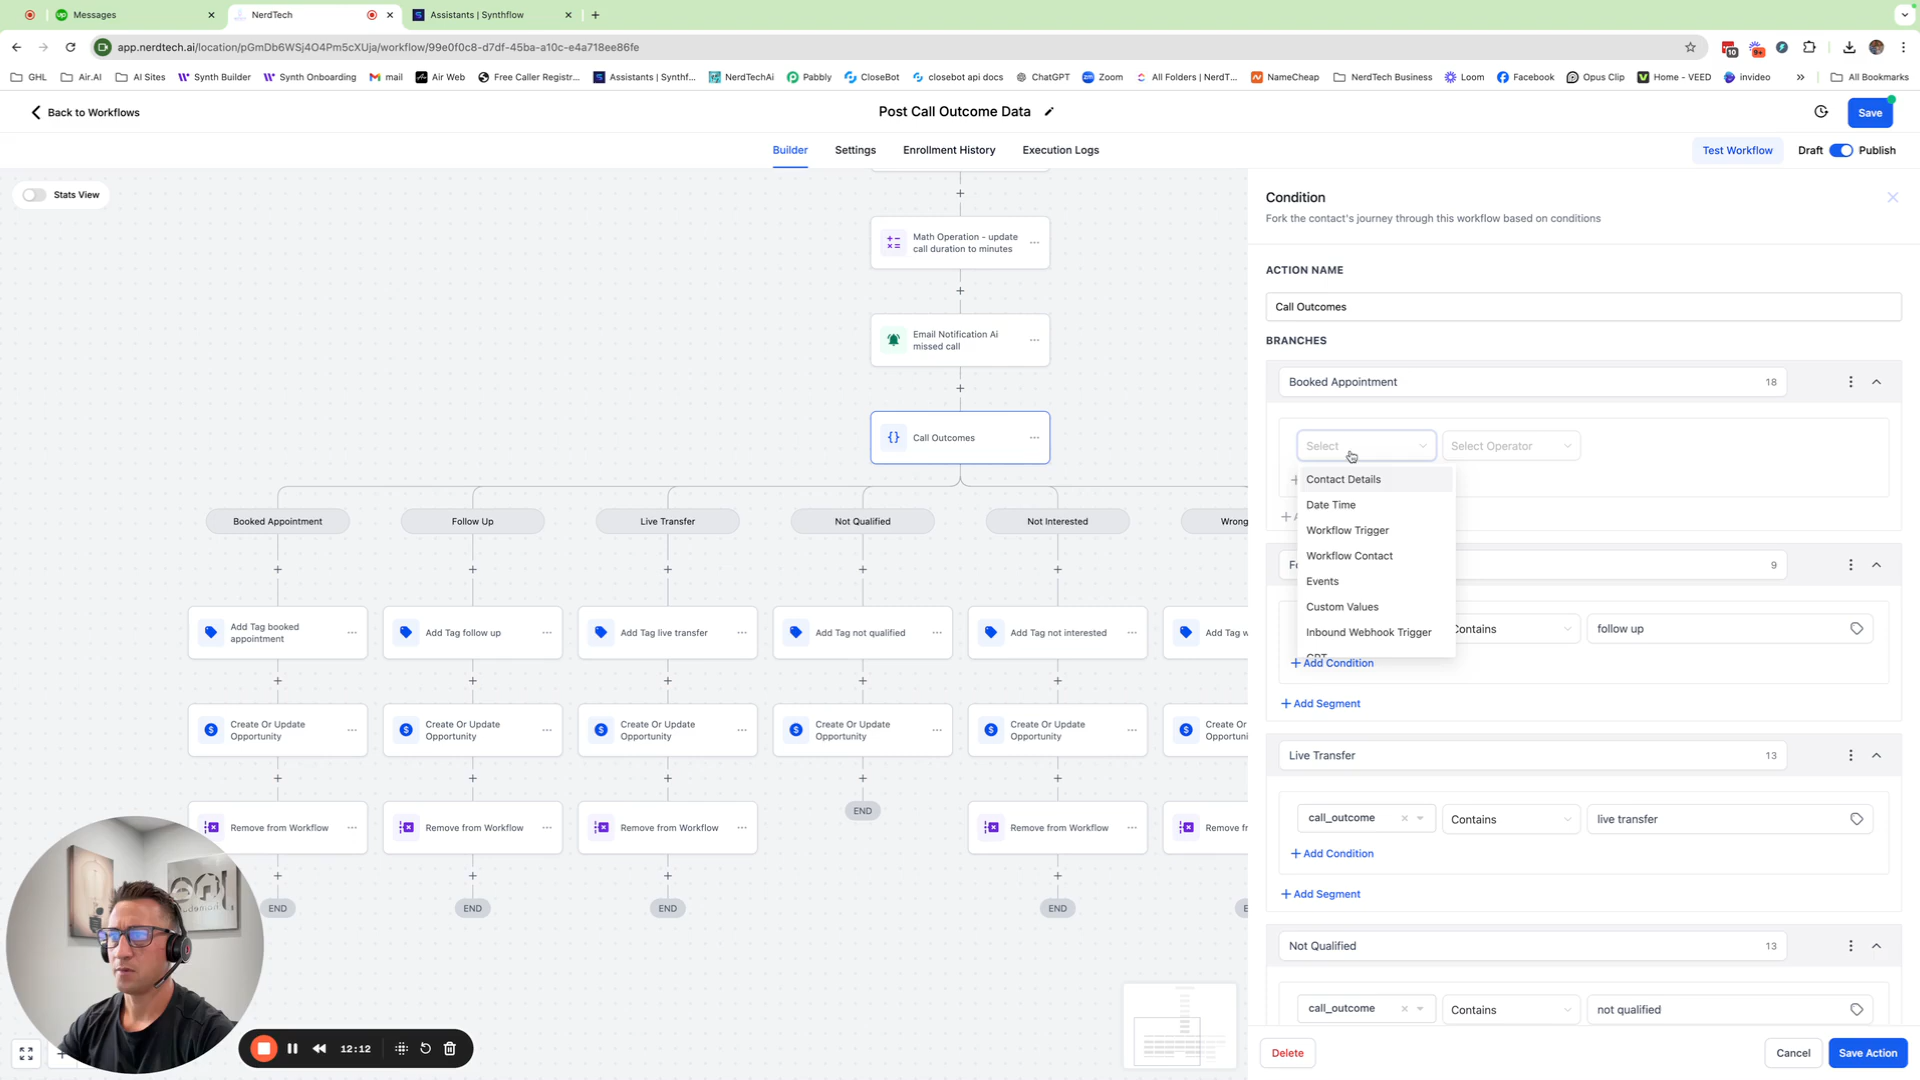 Messages
NerdTech
Assistants | Synthflow
app.nerdtech.ai/location/pGmDb6WSj4O4Pm5cXUja/workflow/99e0f0c8-d7df-45ba-a10c-e4a718ee86fe
10
9+
GHL
Air.AI
AI Sites
Synth Builder
Synth Onboarding
mail
Air Web
Free Caller Registr...
Assistants | Synthf...
NerdTechAi
Pabbly
CloseBot
closebot api docs
ChatGPT
Zoom
All Folders | NerdT...
NameCheap
NerdTech Business
Loom
Facebook
Opus Clip
Home - VEED
invideo
All Bookmarks
Back to Workflows
Post Call Outcome Data
Save
Builder
Settings
Enrollment History
Execution Logs
Test Workflow
Draft
Publish
Stats View
Math Operation - update
call duration to minutes
Email Notification Ai
missed call
Call Outcomes
Booked Appointment
Follow Up
Live Transfer
Not Qualified
Not Interested
Wrong
Add Tag booked
appointment
Add Tag follow up
Add Tag live transfer
Add Tag not qualified
Add Tag not interested
Add Tag w
Create Or Update
Opportunity
Create Or Update
Opportunity
Create Or Update
Opportunity
Create Or Update
Opportunity
Create Or Update
Opportunity
Create Or
Opportuni
Remove from Workflow
Remove from Workflow
Remove from Workflow
END
Remove from Workflow
Remove fr
END
END
END
END
E
12:12
Condition
Fork the contact's journey through this workflow based on conditions
ACTION NAME
Call Outcomes
BRANCHES
Booked Appointment
18
Select
Select Operator
Contact Details
Date Time
Workflow Trigger
Workflow Contact
Events
Custom Values
Inbound Webhook Trigger
9
Contains
follow up
+ Add Condition
+ Add Segment
Live Transfer
13
call_outcome
Contains
live transfer
+ Add Condition
+ Add Segment
Not Qualified
13
call_outcome
Contains
not qualified
Delete
Cancel
Save Action